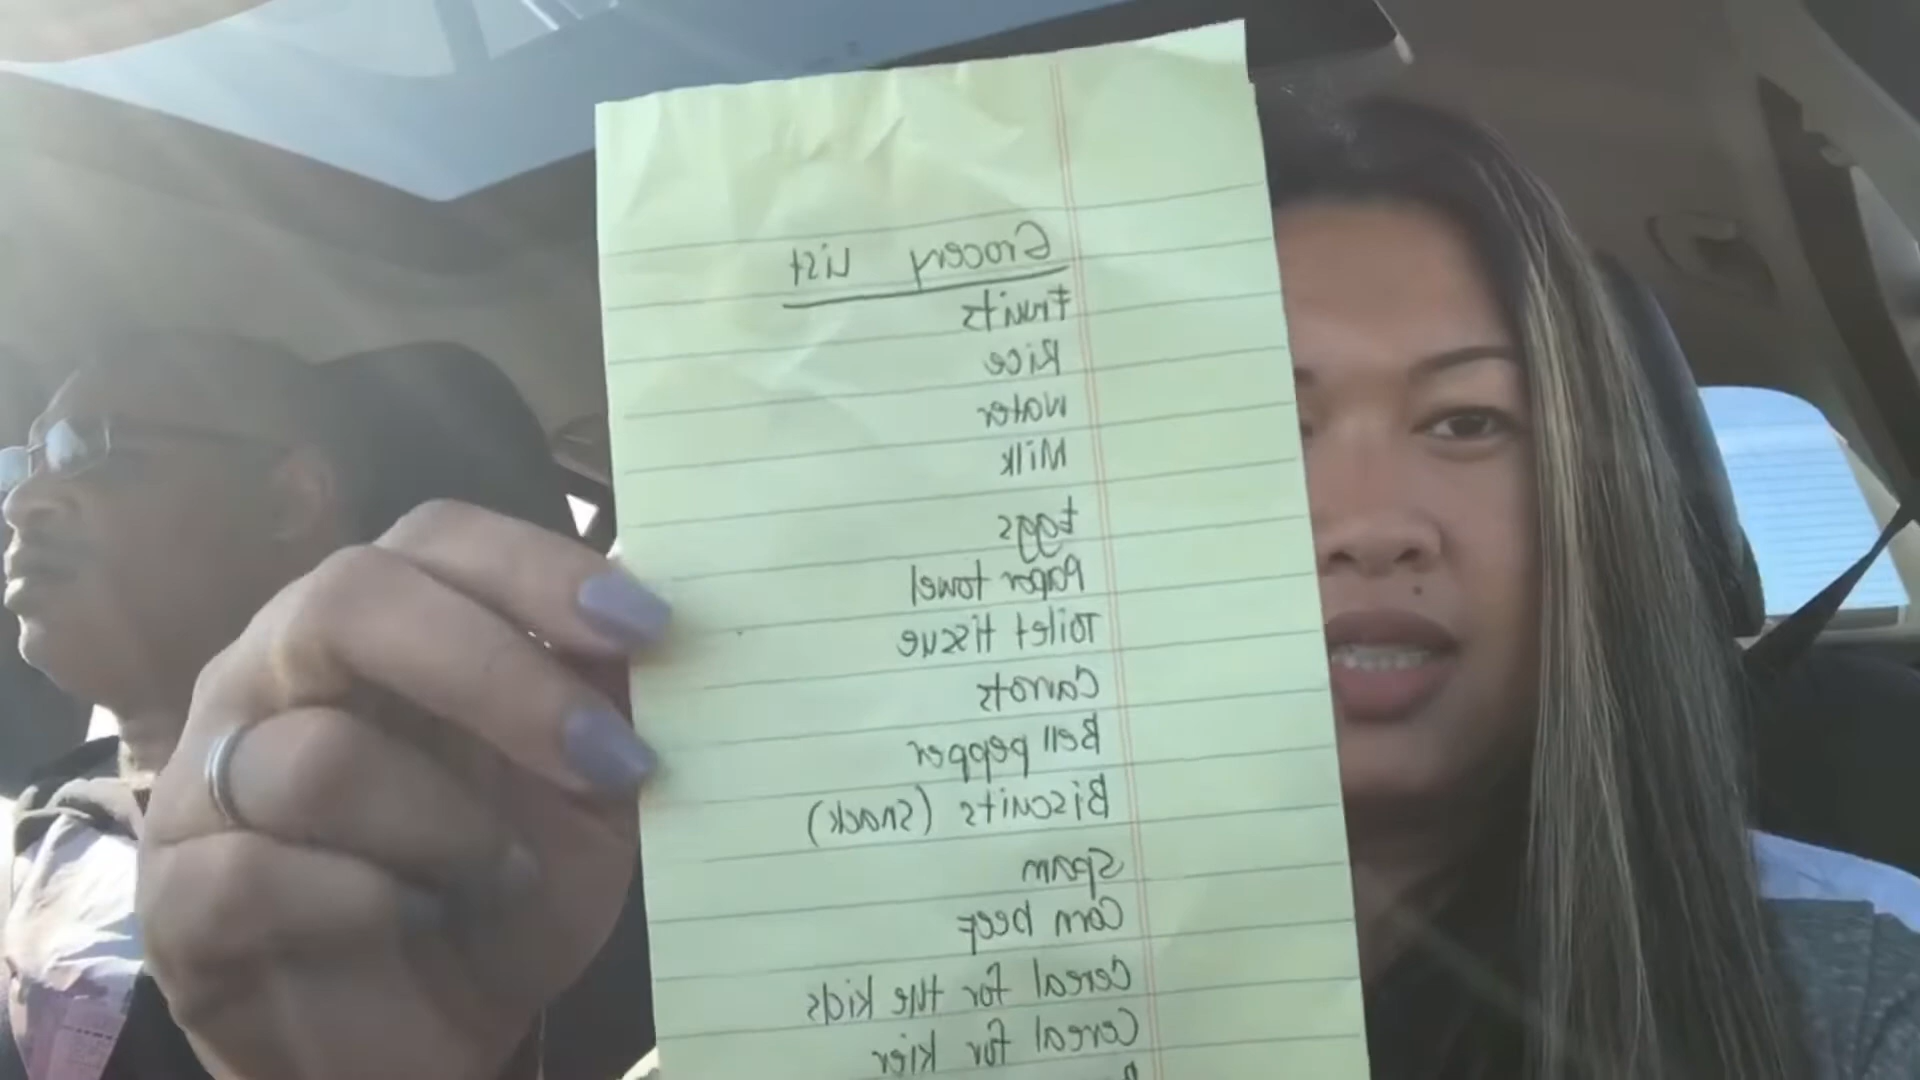 Grocery List
Fruits
Rice
Water
Milk
Eggs
Paper towel
Toilet tissue
Carrots
Bell pepper
Biscuits (snack)
Spam
Corn beef
Cereal for the kids
Cereal for kier